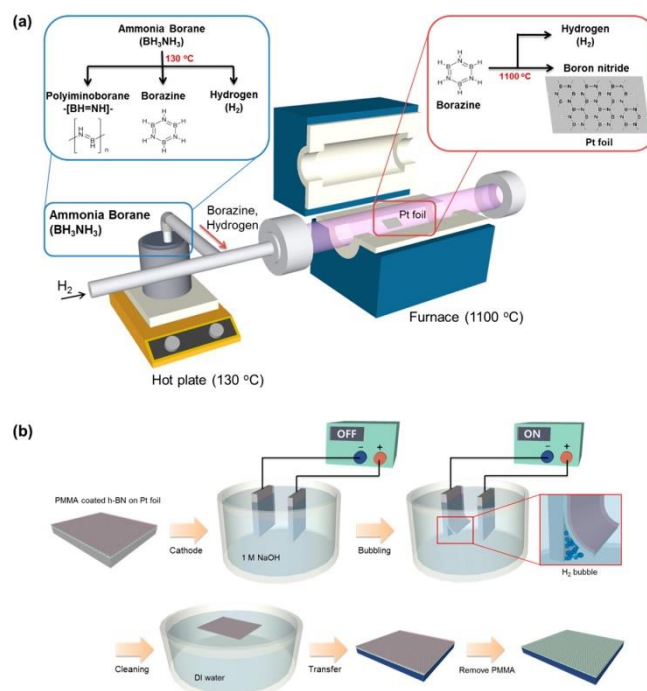 (a)
Ammonia Borane
(BH₃NH₃)
130 °C
Polyiminoborane
-[BH=NH]-
Borazine
Hydrogen
(H₂)
Hydrogen
(H₂)
1100 °C
Boron nitride
Borazine
Pt foil
Ammonia Borane
(BH₃NH₃)
Borazine,
Hydrogen
Pt foil
H₂
Furnace (1100 °C)
Hot plate (130 °C)
(b)
OFF
− +
ON
− +
PMMA coated h-BN on Pt foil
Cathode
1 M NaOH
Bubbling
H₂ bubble
Cleaning
DI water
Transfer
Remove PMMA